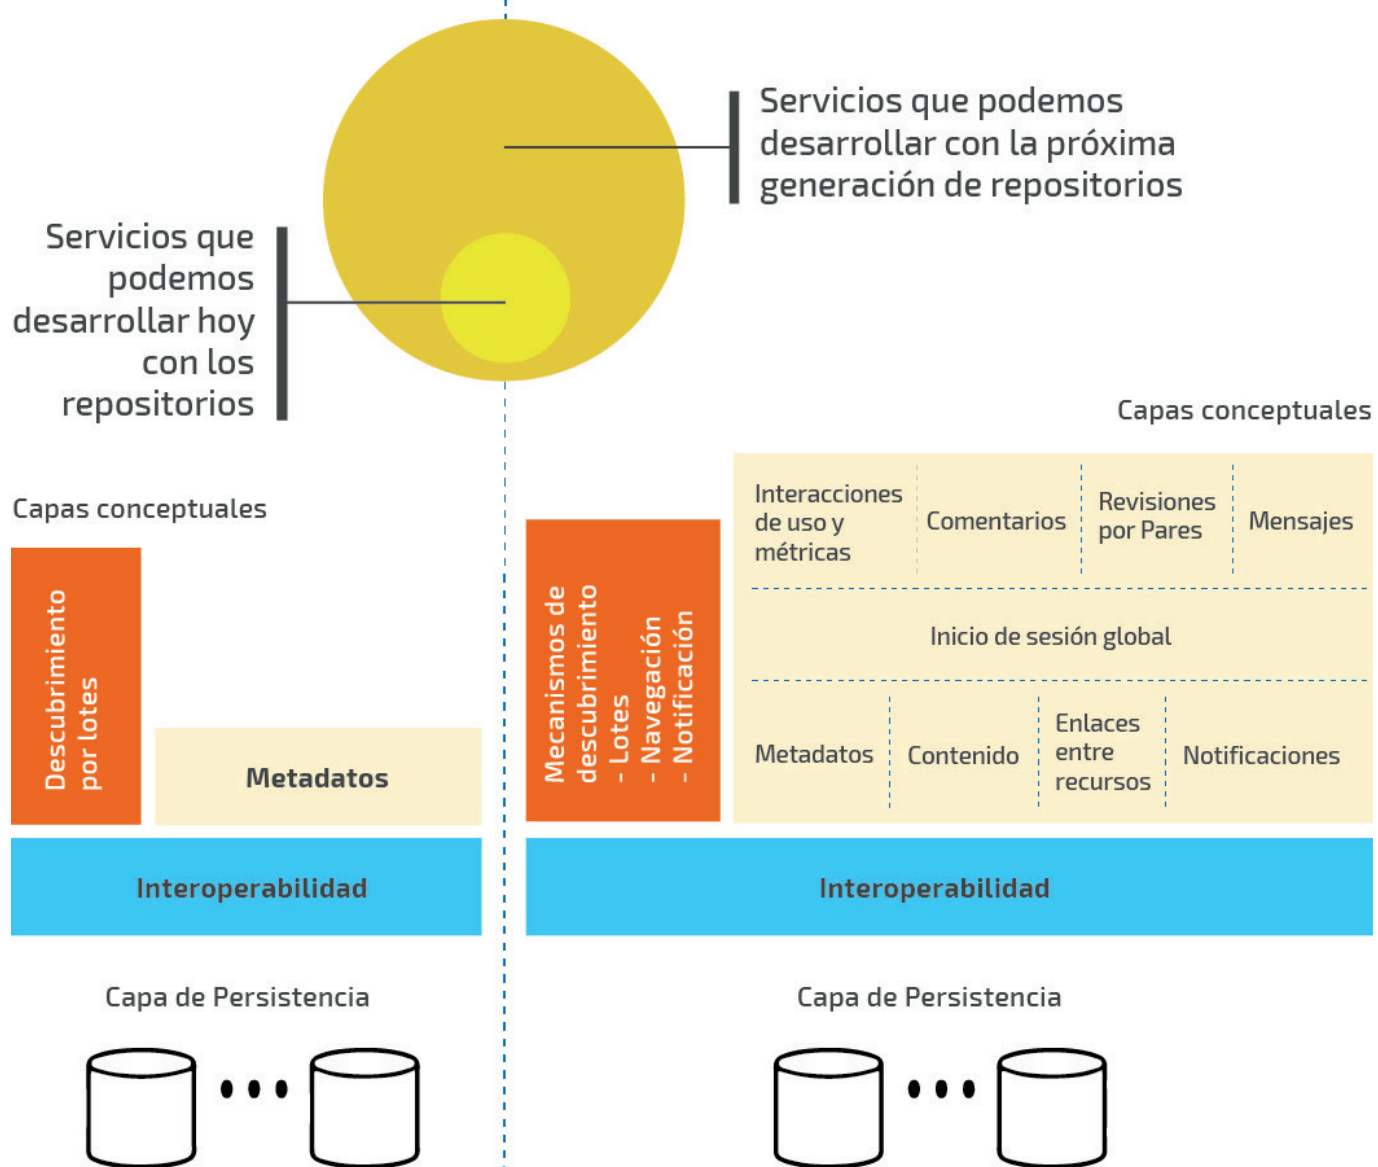 Servicios que podemos
desarrollar con la próxima
generación de repositorios
Servicios que
podemos
desarrollar hoy
con los
repositorios
Capas conceptuales
Descubrimiento
por lotes
Metadatos
Interoperabilidad
Capa de Persistencia
Capas conceptuales
Mecanismos de
descubrimiento
- Lotes
- Navegación
- Notificación
Interacciones
de uso y
métricas
Comentarios
Revisiones
por Pares
Mensajes
Inicio de sesión global
Metadatos
Contenido
Enlaces
entre
recursos
Notificaciones
Interoperabilidad
Capa de Persistencia